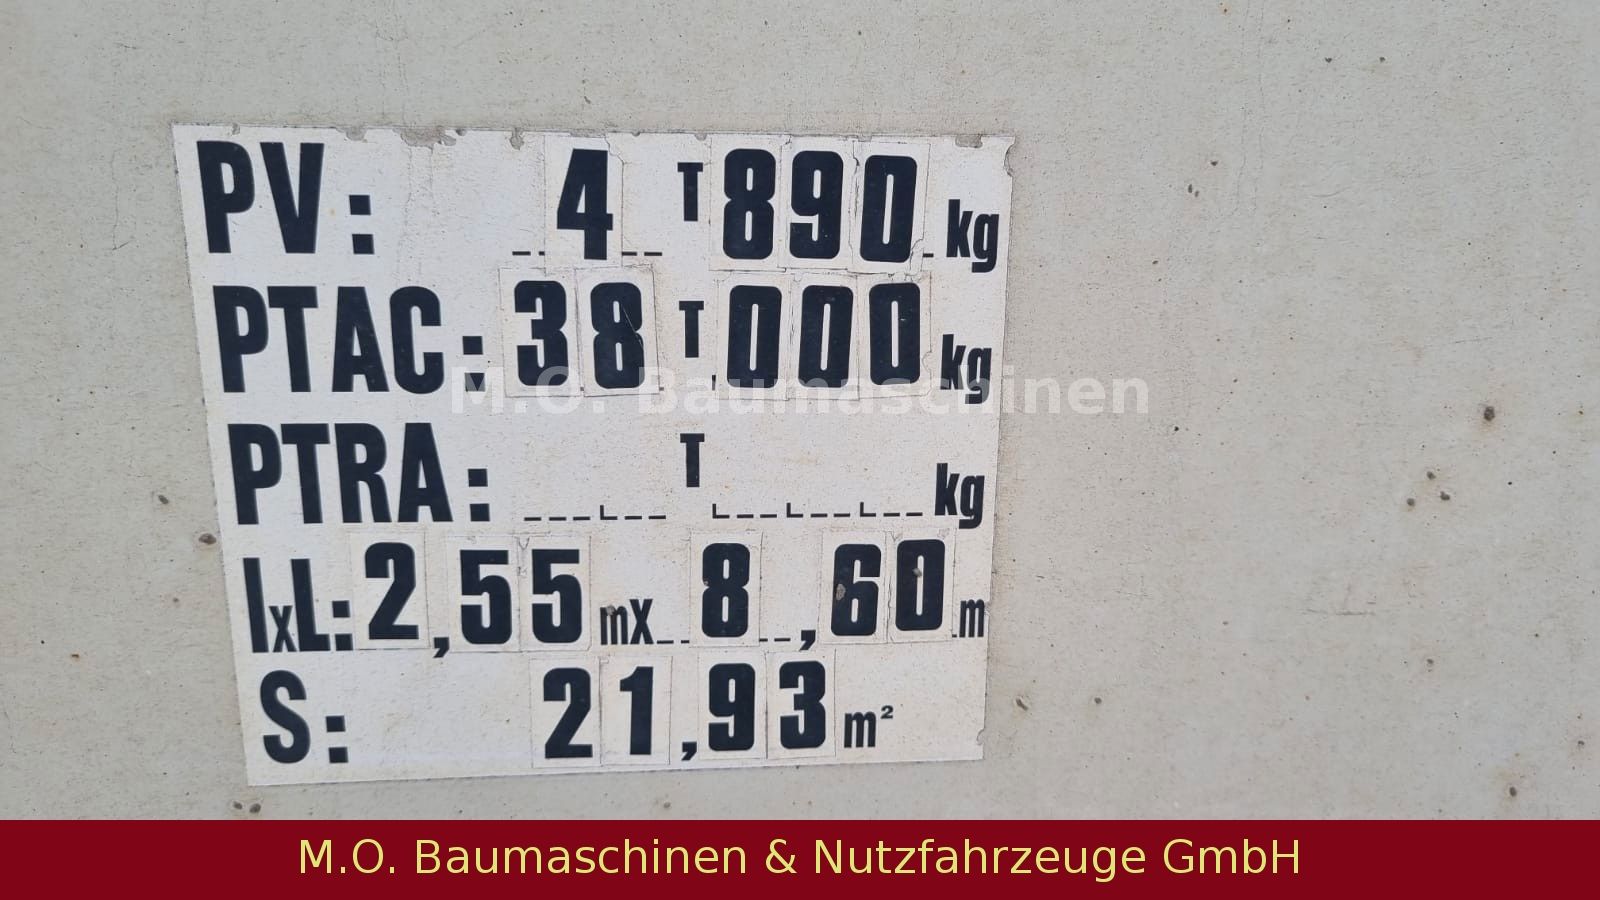 PV: 4 T 890 kg
PTAC: 38 T 000 kg
M.O. Baumaschinen
PTRA: T kg
lxL: 2,55 mx 8,60 m
S: 21,93 m²
M.O. Baumaschinen & Nutzfahrzeuge GmbH